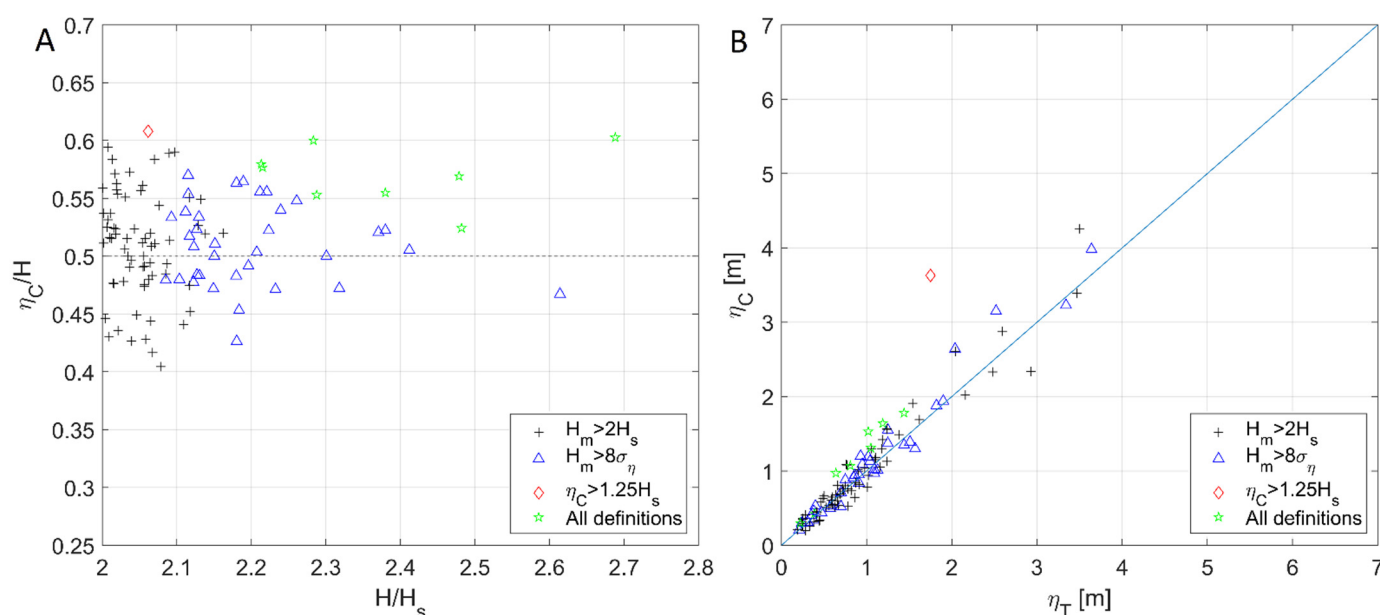 A
0.7
0.65
0.6
0.55
0.5
0.45
0.4
0.35
0.3
0.25
η_C/H
2
2.1
2.2
2.3
2.4
2.5
2.6
2.7
2.8
H/H_s
H_m>2H_s
H_m>8σ_η
η_C>1.25H_s
All definitions
B
7
6
5
4
3
2
1
0
η_C [m]
0
1
2
3
4
5
6
7
η_T [m]
H_m>2H_s
H_m>8σ_η
η_C>1.25H_s
All definitions